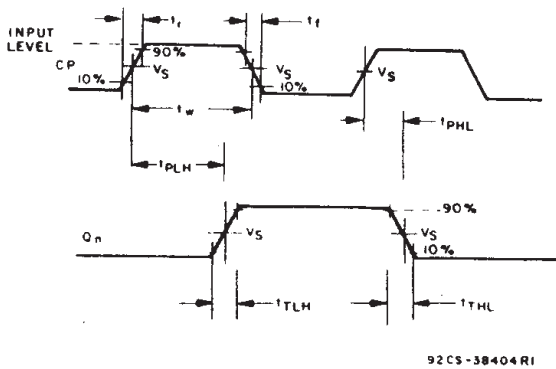 tr
tf
INPUT
LEVEL
90%
CP
VS
VS
VS
10%
10%
tw
tPHL
tPLH
90%
Qn
VS
VS
10%
tTLH
tTHL
92CS-38404R1